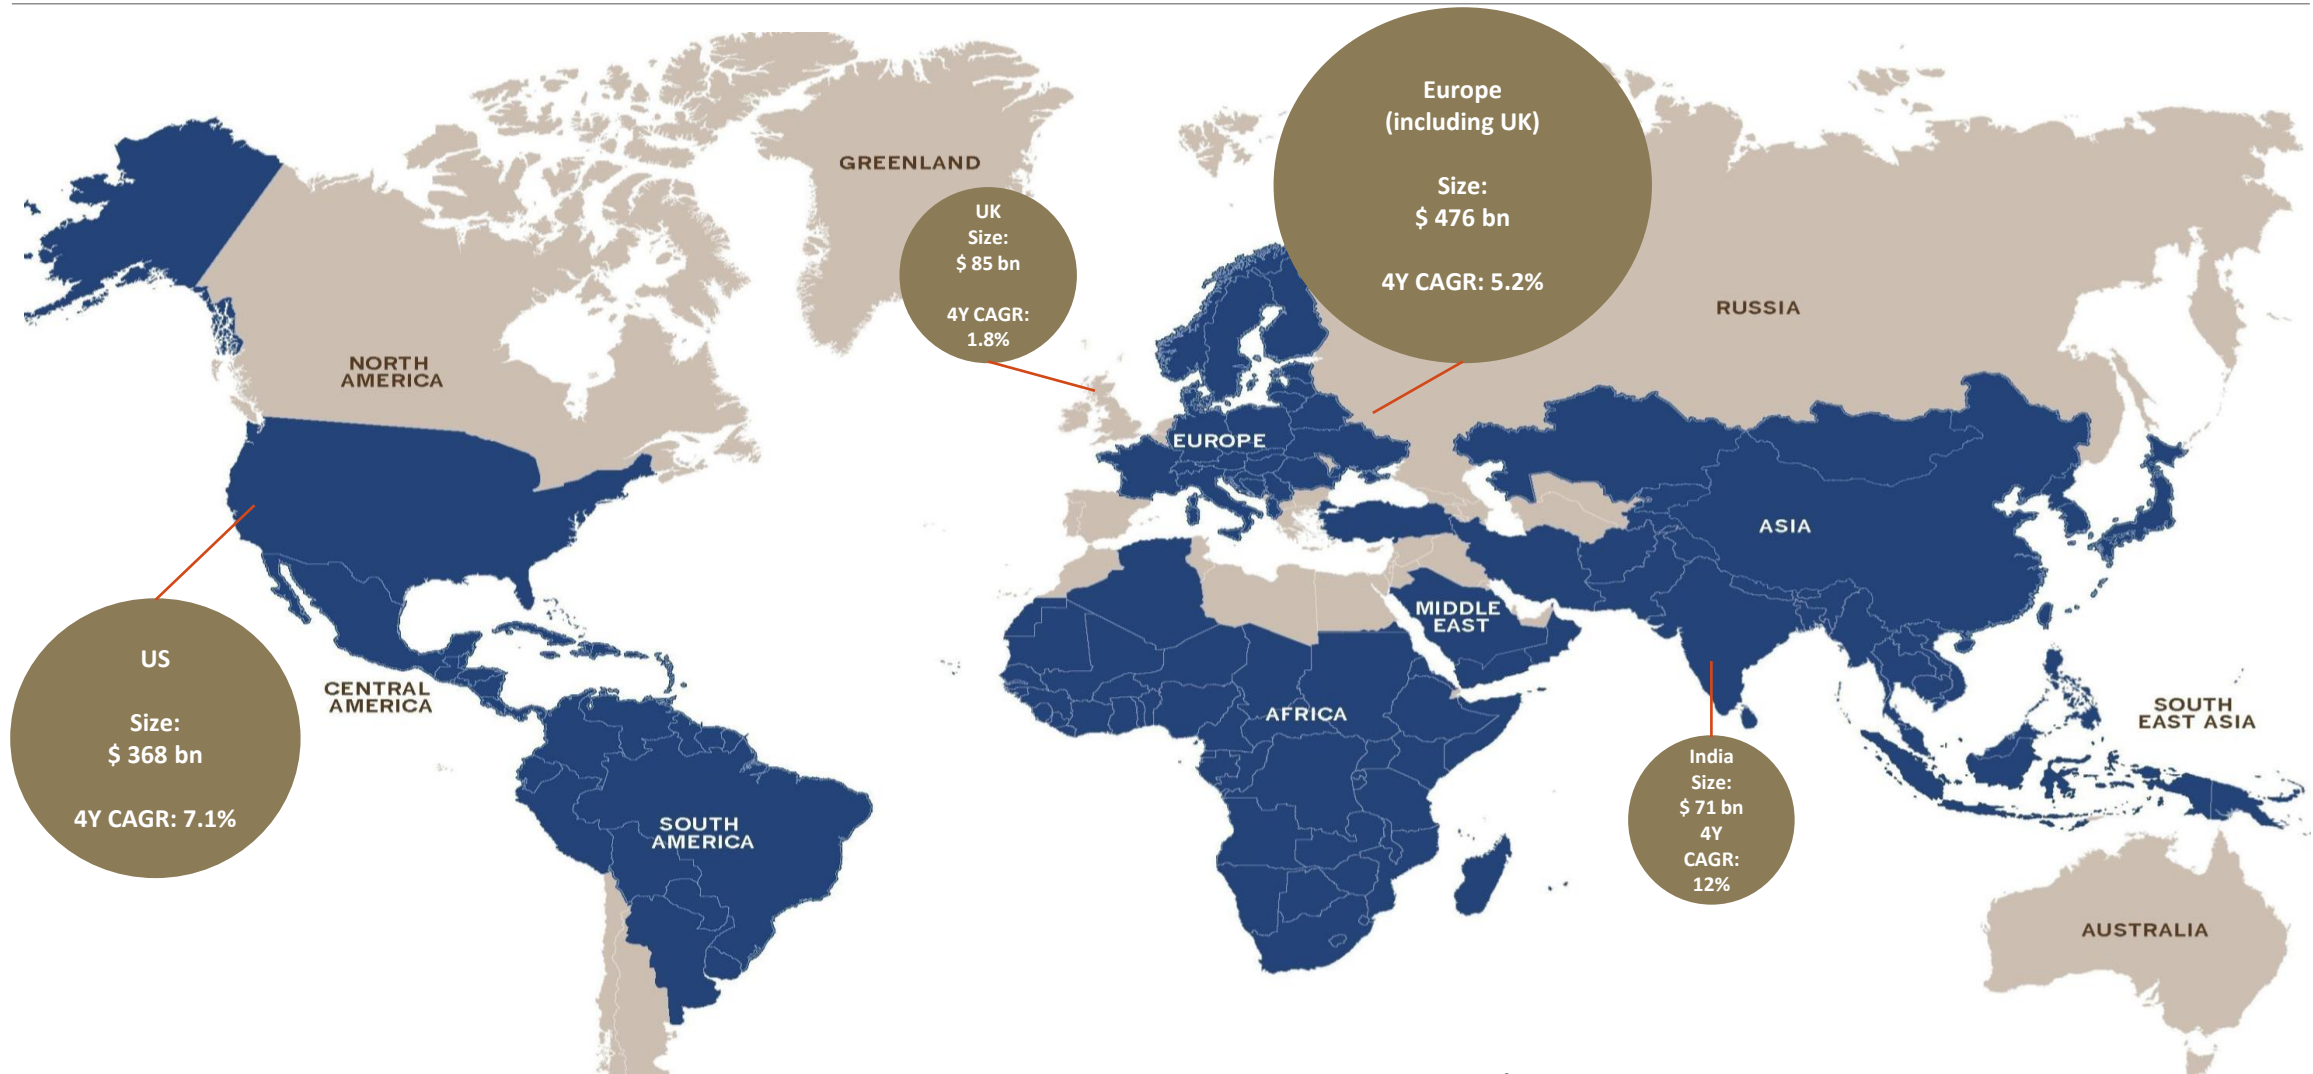 Europe
(including UK)
Size:
$ 476 bn
4Y CAGR: 5.2%
GREENLAND
UK
Size:
$ 85 bn
4Y CAGR:
1.8%
RUSSIA
NORTH
AMERICA
EUROPE
ASIA
MIDDLE
EAST
US
Size:
$ 368 bn
4Y CAGR: 7.1%
CENTRAL
AMERICA
AFRICA
SOUTH
EAST ASIA
India
Size:
$ 71 bn
4Y
CAGR:
12%
SOUTH
AMERICA
AUSTRALIA